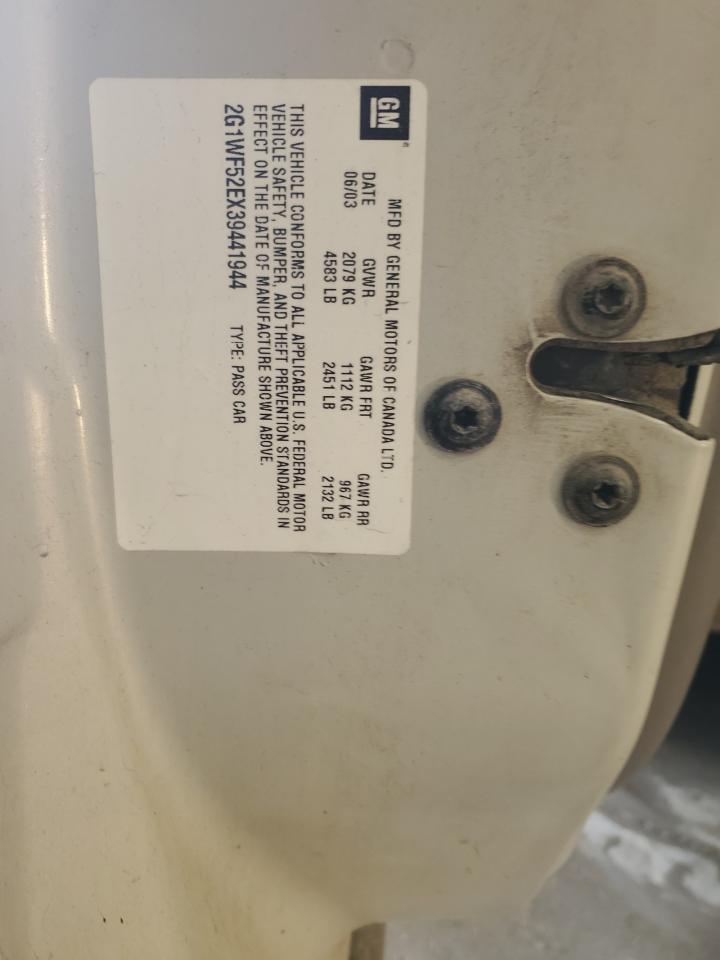 GM
MFD BY GENERAL MOTORS OF CANADA LTD.
DATE GVWR GAWR FRT GAWR RR
06/03 2079 KG 1112 KG 967 KG
4583 LB 2451 LB 2132 LB
THIS VEHICLE CONFORMS TO ALL APPLICABLE U.S. FEDERAL MOTOR
VEHICLE SAFETY, BUMPER, AND THEFT PREVENTION STANDARDS IN
EFFECT ON THE DATE OF MANUFACTURE SHOWN ABOVE.
2G1WF52EX39441944 TYPE: PASS CAR